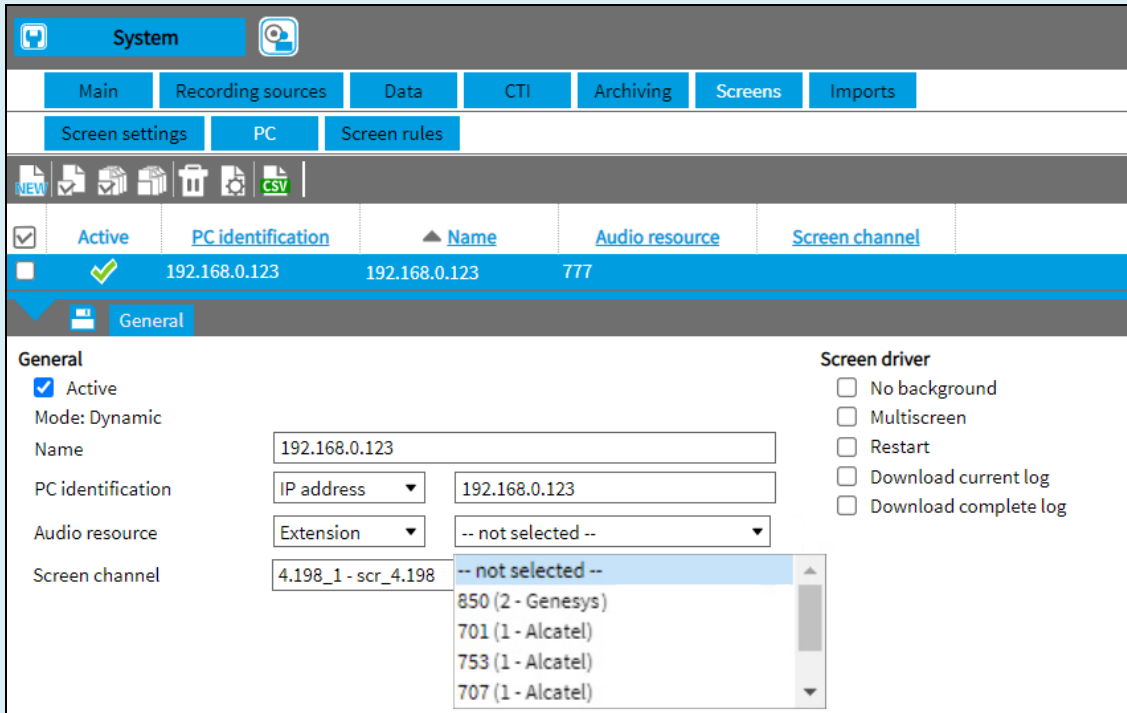 System
Main Recording sources Data CTI Archiving Screens Imports
Screen settings PC Screen rules
NEW CSV
Active PC identification Name Audio resource Screen channel
192.168.0.123 192.168.0.123 777
General
General
Active
Mode: Dynamic
Name 192.168.0.123
PC identification IP address 192.168.0.123
Audio resource Extension -- not selected --
Screen channel 4.198_1 - scr_4.198
-- not selected --
850 (2 - Genesys)
701 (1 - Alcatel)
753 (1 - Alcatel)
707 (1 - Alcatel)
Screen driver
No background
Multiscreen
Restart
Download current log
Download complete log